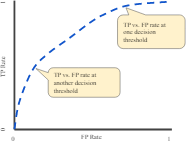 1
TP vs. FP rate at
one decision
threshold
TP vs. FP rate at
another decision
threshold
TP Rate
0
FP Rate
1